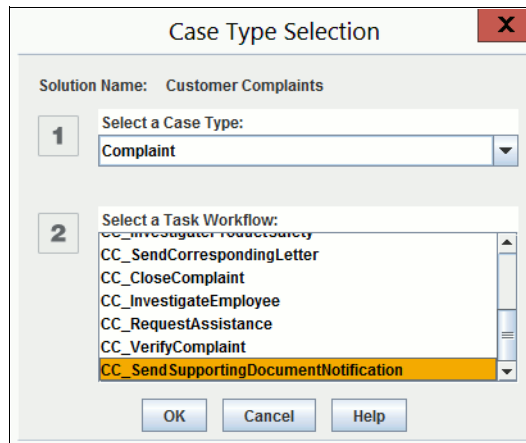 Case Type Selection
X
Solution Name: Customer Complaints
1
Select a Case Type:
Complaint
2
Select a Task Workflow:
CC_InvestigateProductSafety
CC_SendCorrespondingLetter
CC_CloseComplaint
CC_InvestigateEmployee
CC_RequestAssistance
CC_VerifyComplaint
CC_SendSupportingDocumentNotification
OK Cancel Help